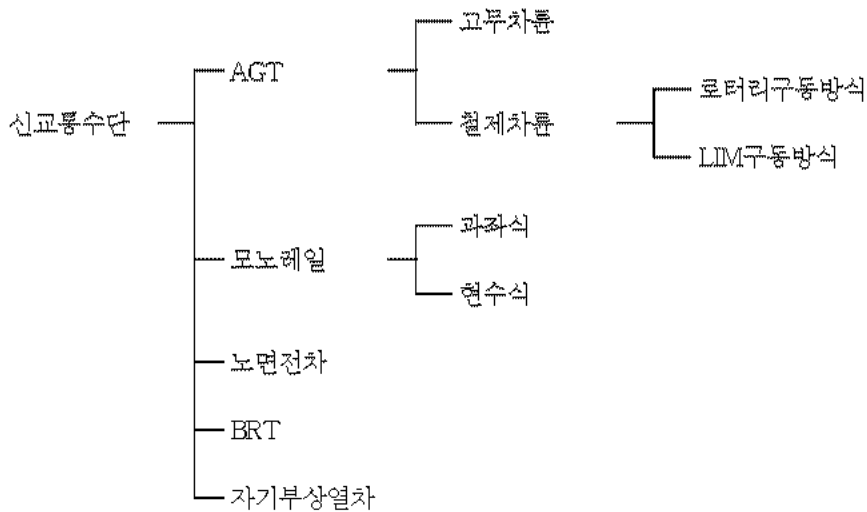 고무차륜
AGT
로터리구동방식
신교통수단
철제차륜
LIM구동방식
과좌식
모노레일
현수식
노면전차
BRT
자기부상열차